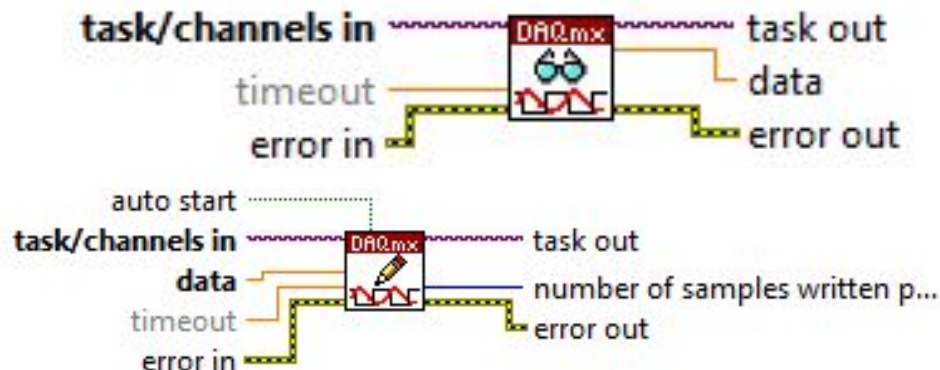 task/channels in DAQmx task out
timeout data
error in error out
auto start
task/channels in DAQmx task out
data number of samples written p...
timeout error out
error in